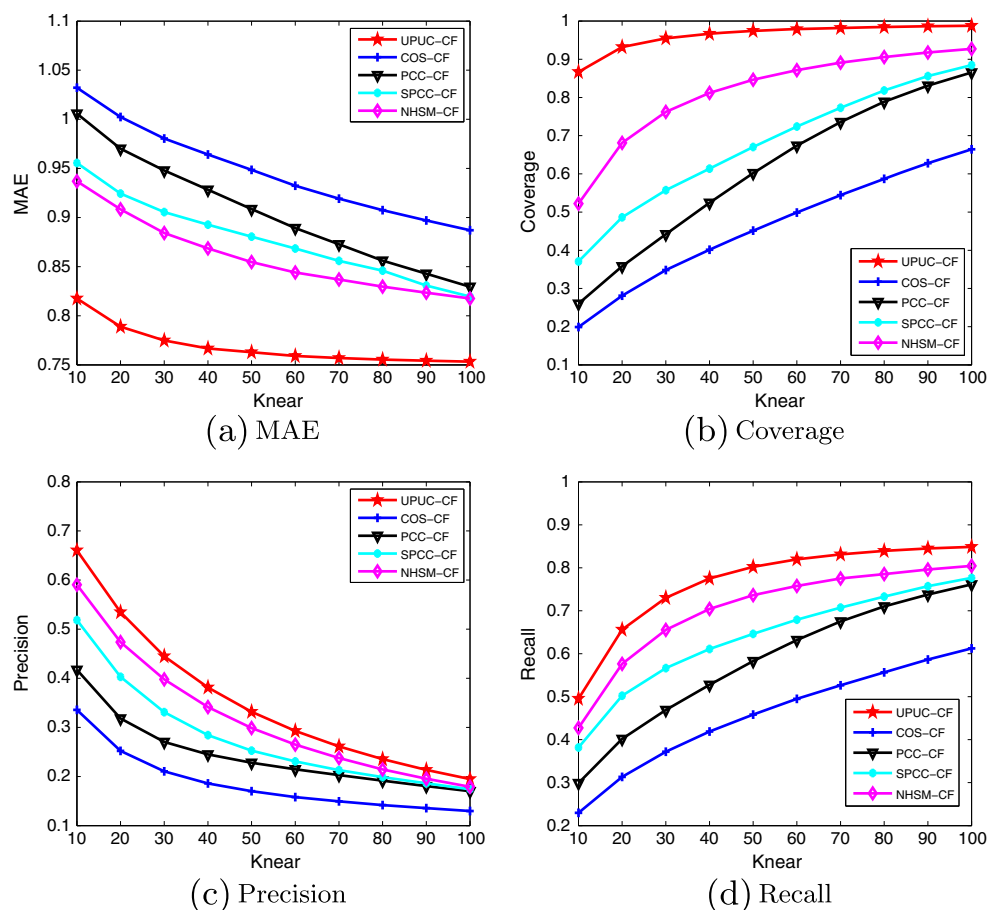 1.1
1.05
1
0.95
0.9
0.85
0.8
0.75
MAE
UPUC−CF
COS−CF
PCC−CF
SPCC−CF
NHSM−CF
10 20 30 40 50 60 70 80 90 100
Knear
(a) MAE
1
0.9
0.8
0.7
0.6
0.5
0.4
0.3
0.2
0.1
Coverage
UPUC−CF
COS−CF
PCC−CF
SPCC−CF
NHSM−CF
10 20 30 40 50 60 70 80 90 100
Knear
(b) Coverage
0.8
0.7
0.6
0.5
0.4
0.3
0.2
0.1
Precision
UPUC−CF
COS−CF
PCC−CF
SPCC−CF
NHSM−CF
10 20 30 40 50 60 70 80 90 100
Knear
(c) Precision
1
0.9
0.8
0.7
0.6
0.5
0.4
0.3
0.2
Recall
UPUC−CF
COS−CF
PCC−CF
SPCC−CF
NHSM−CF
10 20 30 40 50 60 70 80 90 100
Knear
(d) Recall